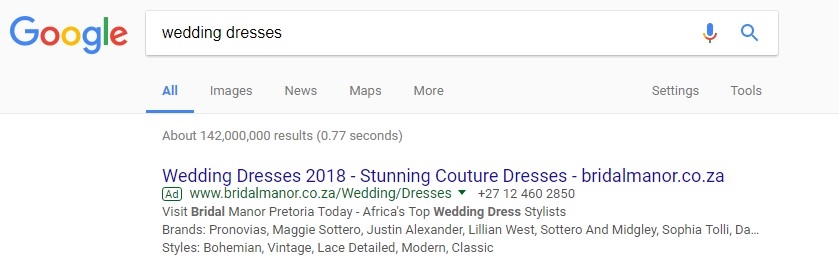 Google
wedding dresses
All Images News Maps More Settings Tools
About 142,000,000 results (0.77 seconds)
Wedding Dresses 2018 - Stunning Couture Dresses - bridalmanor.co.za
Ad www.bridalmanor.co.za/Wedding/Dresses +27 12 460 2850
Visit Bridal Manor Pretoria Today - Africa's Top Wedding Dress Stylists
Brands: Pronovias, Maggie Sottero, Justin Alexander, Lillian West, Sottero And Midgley, Sophia Tolli, Da...
Styles: Bohemian, Vintage, Lace Detailed, Modern, Classic